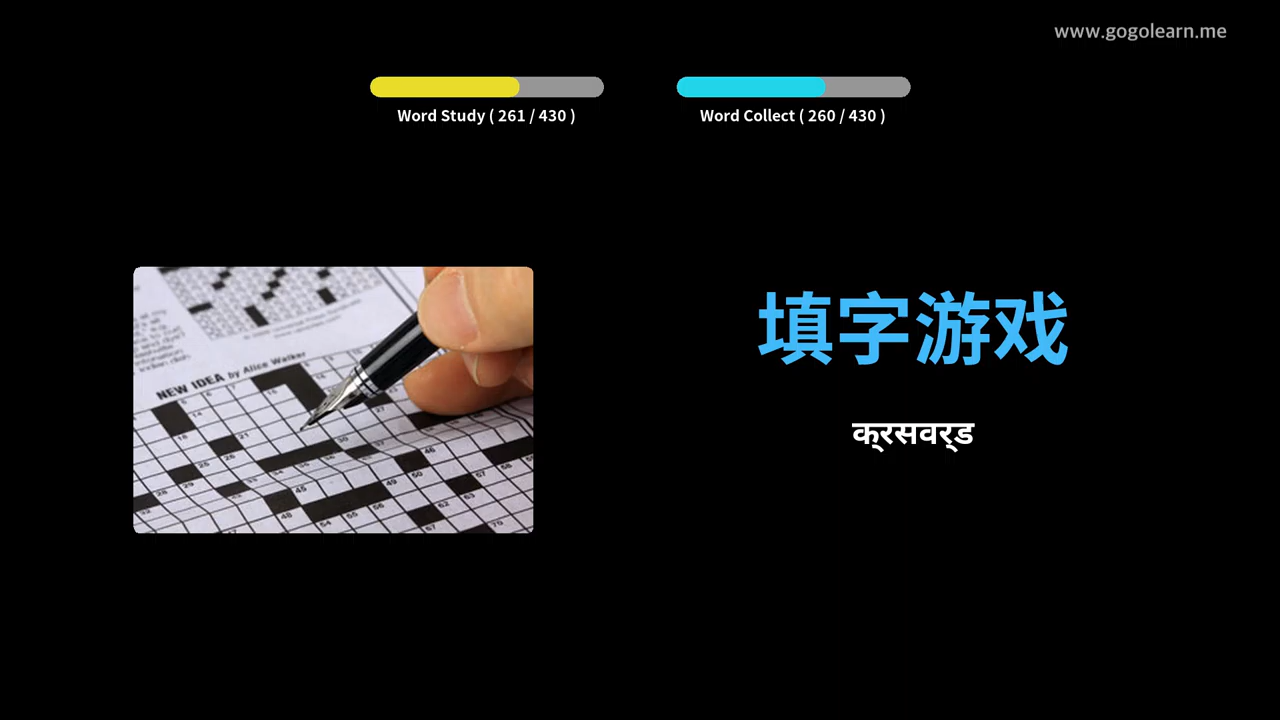 www.gogolearn.me
Word Study ( 261 / 430 )
Word Collect ( 260 / 430 )
NEW IDEA by Alice Walker
填字游戏
क्रसवर्ड